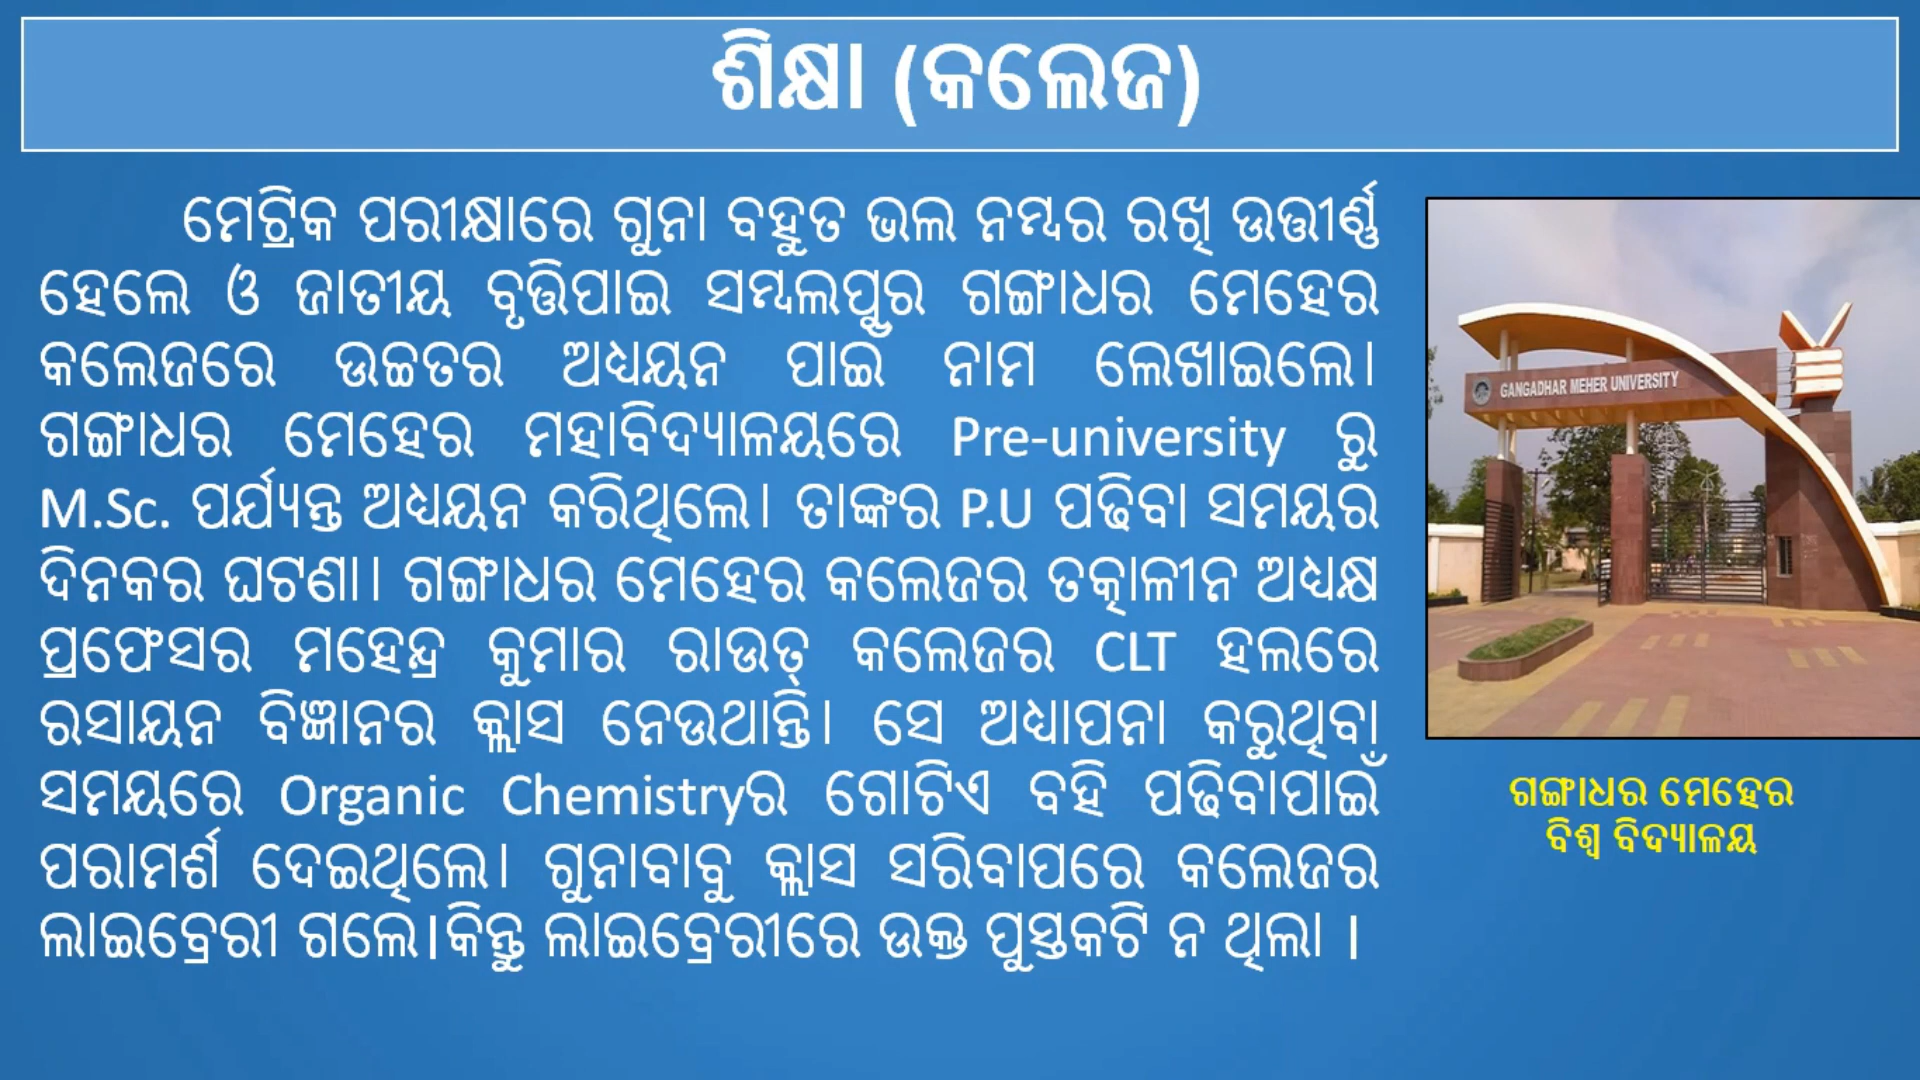 ଶିକ୍ଷା (କଲେଜ)
ମେଟ୍ରିକ ପରୀକ୍ଷାରେ ଗୁନା ବହୁତ ଭଲ ନମ୍ବର ରଖି ଉତ୍ତୀର୍ଣ୍ଣ
ହେଲେ ଓ ଜାତୀୟ ବୃତ୍ତିପାଇ ସମ୍ବଲପୁର ଗଙ୍ଗାଧର ମେହେର
କଲେଜରେ ଉଚ୍ଚତର ଅଧ୍ୟୟନ ପାଇଁ ନାମ ଲେଖାଇଲେ।
ଗଙ୍ଗାଧର ମେହେର ମହାବିଦ୍ୟାଳୟରେ Pre-university ରୁ
M.Sc. ପର୍ଯ୍ୟନ୍ତ ଅଧ୍ୟୟନ କରିଥିଲେ। ତାଙ୍କର P.U ପଢିବା ସମୟର
ଦିନକର ଘଟଣା। ଗଙ୍ଗାଧର ମେହେର କଲେଜର ତତ୍କାଳୀନ ଅଧ୍ୟକ୍ଷ
ପ୍ରଫେସର ମହେନ୍ଦ୍ର କୁମାର ରାଉତ୍ କଲେଜର CLT ହଲରେ
ରସାୟନ ବିଜ୍ଞାନର କ୍ଲାସ ନେଉଥାନ୍ତି। ସେ ଅଧ୍ୟାପନା କରୁଥିବା
ସମୟରେ Organic Chemistryର ଗୋଟିଏ ବହି ପଢିବାପାଇଁ
ପରାମର୍ଶ ଦେଇଥିଲେ। ଗୁନାବାବୁ କ୍ଲାସ ସରିବାପରେ କଲେଜର
ଲାଇବ୍ରେରୀ ଗଲେ।କିନ୍ତୁ ଲାଇବ୍ରେରୀରେ ଉକ୍ତ ପୁସ୍ତକଟି ନ ଥିଲା ।
GANGADHAR MEHER UNIVERSITY
ଗଙ୍ଗାଧର ମେହେର
ବିଶ୍ୱ ବିଦ୍ୟାଳୟ